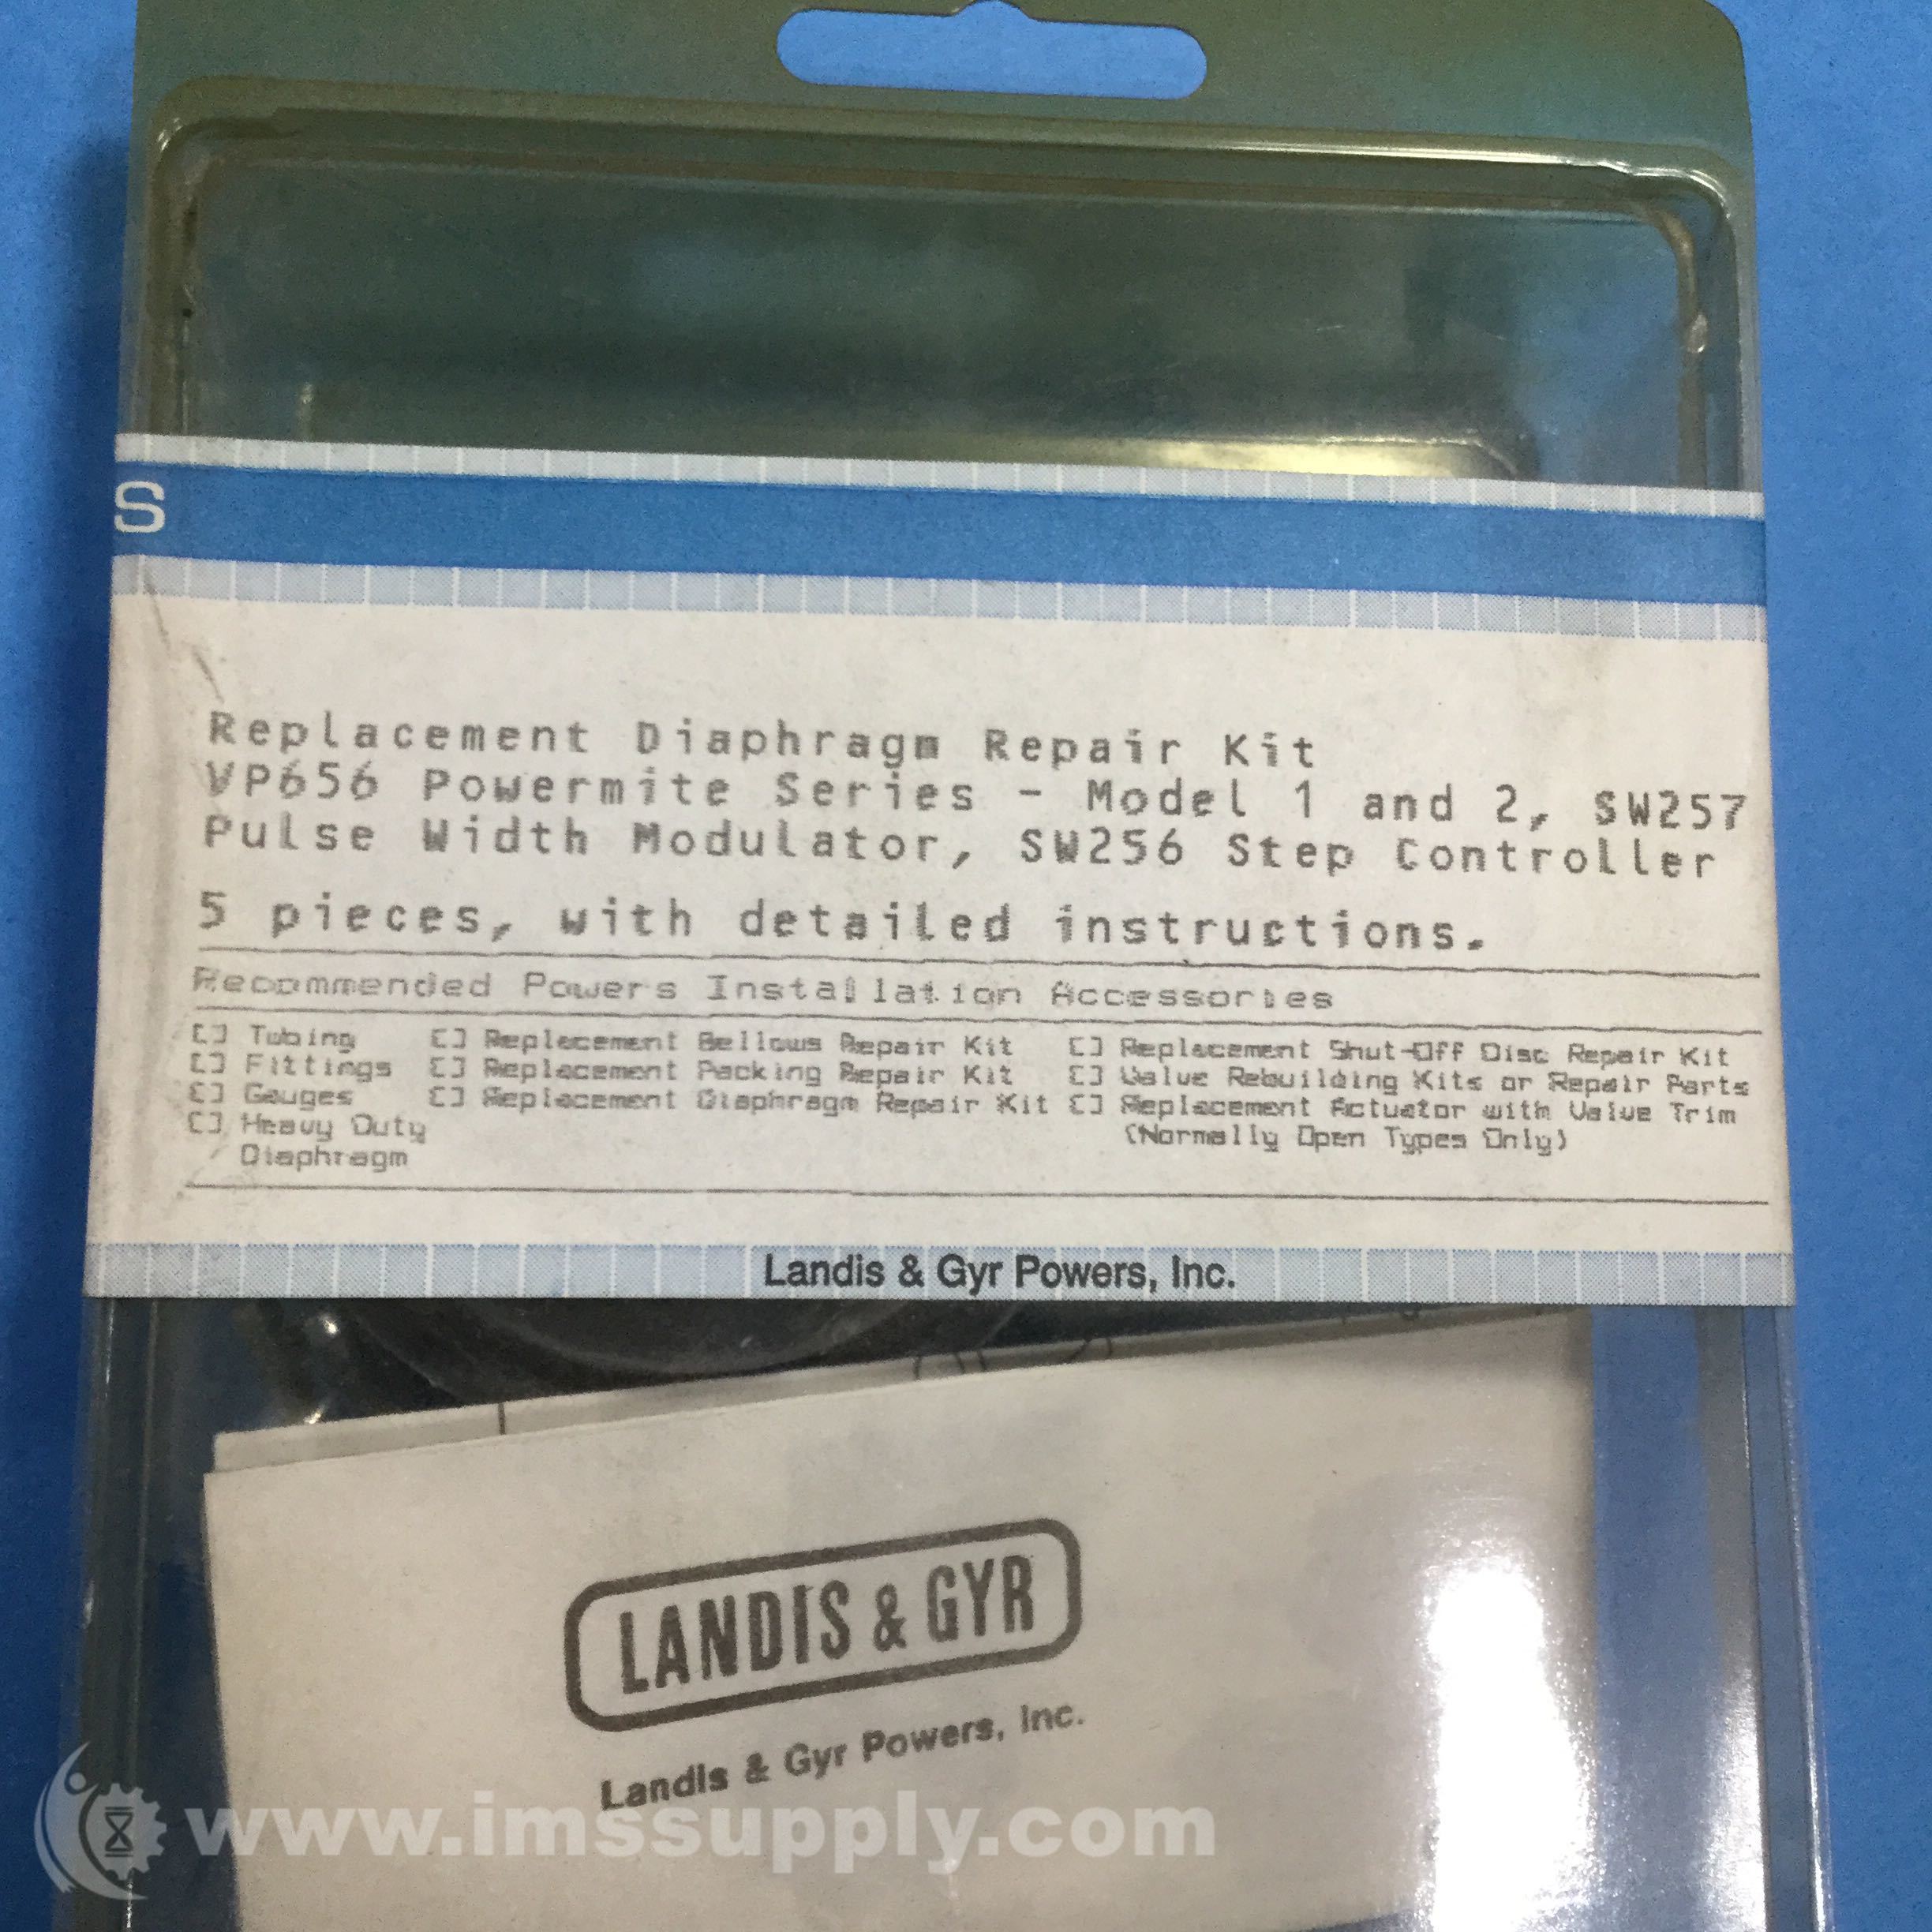 S
Replacement Diaphragm Repair Kit
VP656 Powermite Series - Model 1 and 2, SW257
Pulse Width Modulator, SW256 Step Controller
5 pieces, with detailed instructions.
Recommended Powers Installation Accessories
[] Tubing [] Replacement Bellows Repair Kit [] Replacement Shut-Off Disc Repair Kit
[] Fittings [] Replacement Packing Repair Kit [] Valve Rebuilding Kits or Repair Parts
[] Gauges [] Replacement Diaphragm Repair Kit [] Replacement Actuator with Valve Trim
[] Heavy Duty (Normally Open Types Only)
Diaphragm
Landis & Gyr Powers, Inc.
LANDIS & GYR
Landis & Gyr Powers, Inc.
www.imssupply.com